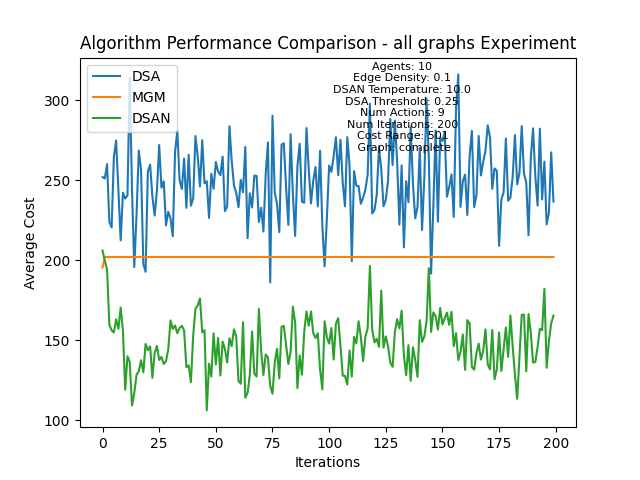 Algorithm Performance Comparison - all graphs Experiment
DSA
MGM
DSAN
Agents: 10
Edge Density: 0.1
DSAN Temperature: 10.0
DSA Threshold: 0.25
Num Actions: 9
Num Iterations: 200
Cost Range: 501
Graph: complete
Average Cost
300
250
200
150
100
0
25
50
75
100
125
150
175
200
Iterations